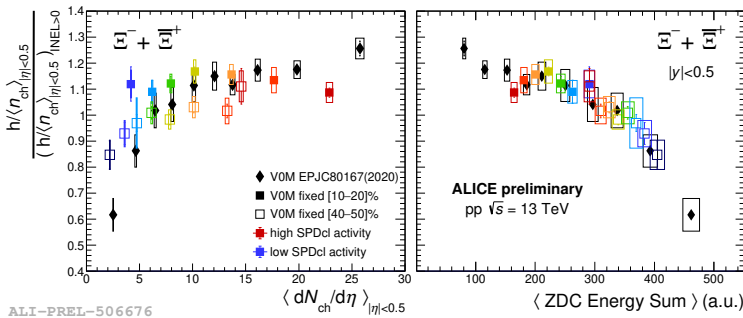 h/⟨n_ch⟩_|η|<0.5
( h/⟨n_ch⟩_|η|<0.5 )_INEL>0
1.4
1.3
1.2
1.1
1
0.9
0.8
0.7
0.6
0.5
0.4
Ξ⁻ + Ξ̅⁺
V0M EPJC80167(2020)
V0M fixed [10–20]%
V0M fixed [40–50]%
high SPDcl activity
low SPDcl activity
0 5 10 15 20 25 30
⟨ dN_ch/dη ⟩_|η|<0.5
Ξ⁻ + Ξ̅⁺
|y|<0.5
ALICE preliminary
pp √s = 13 TeV
100 200 300 400 500
⟨ ZDC Energy Sum ⟩ (a.u.)
ALI-PREL-506676